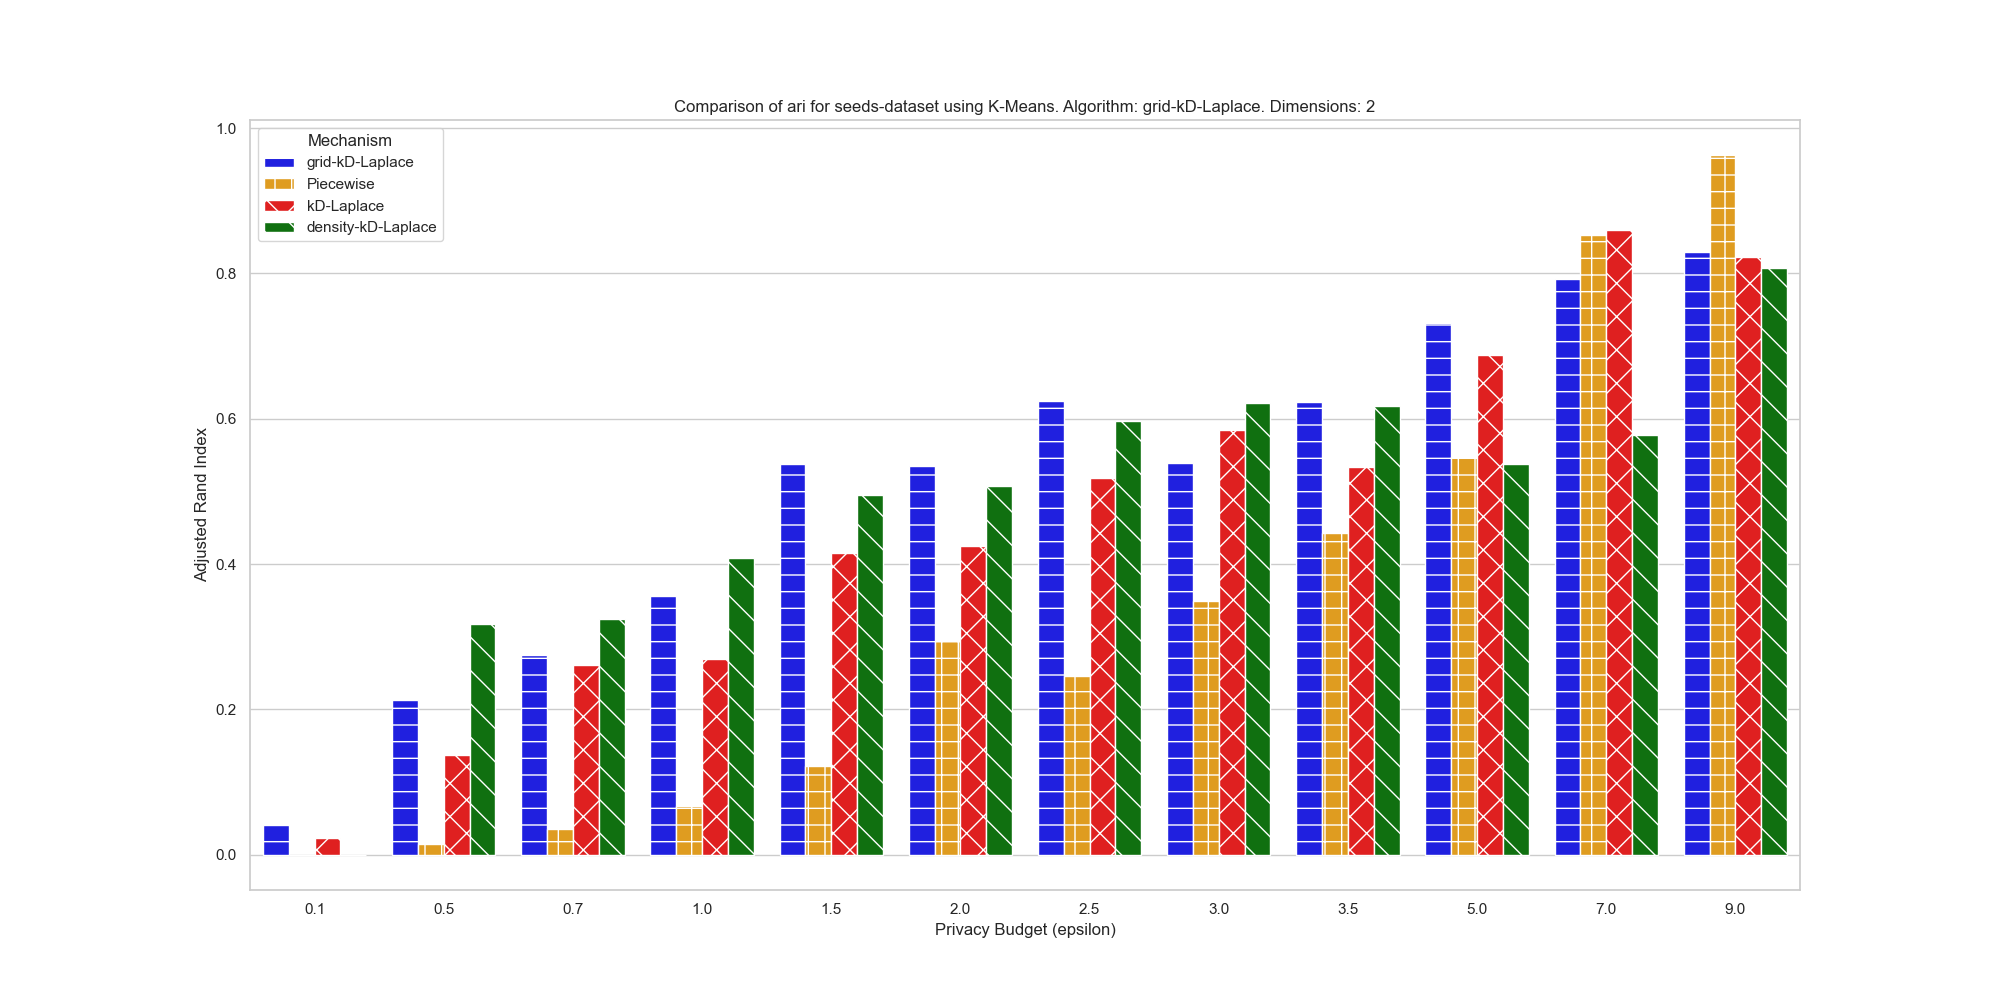 Comparison of ari for seeds-dataset using K-Means. Algorithm: grid-kD-Laplace. Dimensions: 2
Mechanism
grid-kD-Laplace
Piecewise
kD-Laplace
density-kD-Laplace
Adjusted Rand Index
1.0
0.8
0.6
0.4
0.2
0.0
0.1 0.5 0.7 1.0 1.5 2.0 2.5 3.0 3.5 5.0 7.0 9.0
Privacy Budget (epsilon)